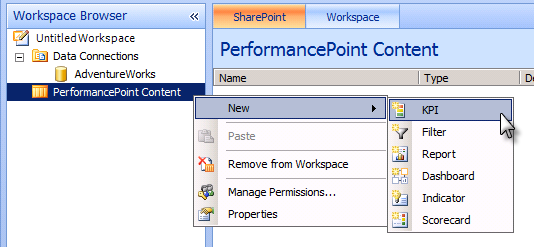 Workspace Browser
«
SharePoint
Workspace
Untitled Workspace
Data Connections
AdventureWorks
PerformancePoint Content
PerformancePoint Content
Name
Type
New
Paste
Remove from Workspace
Manage Permissions...
Properties
KPI
Filter
Report
Dashboard
Indicator
Scorecard